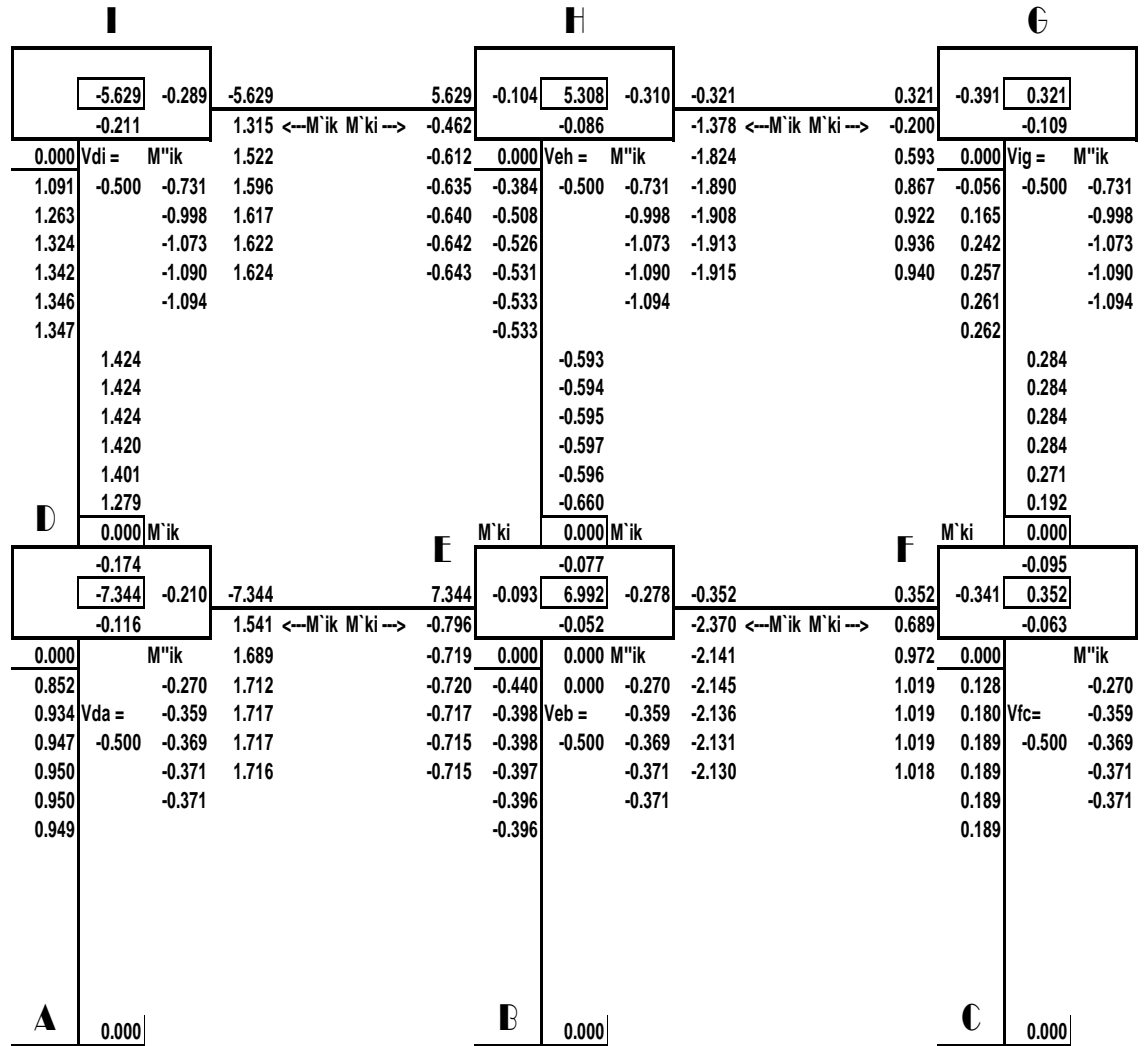 I H G
-5.629 -0.289 -5.629 5.629 -0.104 5.308 -0.310 -0.321 0.321 -0.391 0.321
-0.211 1.315 <---M`ik M`ki ---> -0.462 -0.086 -1.378 <---M`ik M`ki ---> -0.200 -0.109
0.000 Vdi = M"ik 1.522 -0.612 0.000 Veh = M"ik -1.824 0.593 0.000 Vig = M"ik
1.091 -0.500 -0.731 1.596 -0.635 -0.384 -0.500 -0.731 -1.890 0.867 -0.056 -0.500 -0.731
1.263 -0.998 1.617 -0.640 -0.508 -0.998 -1.908 0.922 0.165 -0.998
1.324 -1.073 1.622 -0.642 -0.526 -1.073 -1.913 0.936 0.242 -1.073
1.342 -1.090 1.624 -0.643 -0.531 -1.090 -1.915 0.940 0.257 -1.090
1.346 -1.094 -0.533 -1.094 0.261 -1.094
1.347 -0.533 0.262
1.424 -0.593 0.284
1.424 -0.594 0.284
1.424 -0.595 0.284
1.420 -0.597 0.284
1.401 -0.596 0.271
1.279 -0.660 0.192
D 0.000 M`ik E M`ki 0.000 M`ik F M`ki 0.000
-0.174 -0.077 -0.095
-7.344 -0.210 -7.344 7.344 -0.093 6.992 -0.278 -0.352 0.352 -0.341 0.352
-0.116 1.541 <---M`ik M`ki ---> -0.796 -0.052 -2.370 <---M`ik M`ki ---> 0.689 -0.063
0.000 M"ik 1.689 -0.719 0.000 0.000 M"ik -2.141 0.972 0.000 M"ik
0.852 -0.270 1.712 -0.720 -0.440 0.000 -0.270 -2.145 1.019 0.128 -0.270
0.934 Vda = -0.359 1.717 -0.717 -0.398 Veb = -0.359 -2.136 1.019 0.180 Vfc= -0.359
0.947 -0.500 -0.369 1.717 -0.715 -0.398 -0.500 -0.369 -2.131 1.019 0.189 -0.500 -0.369
0.950 -0.371 1.716 -0.715 -0.397 -0.371 -2.130 1.018 0.189 -0.371
0.950 -0.371 -0.396 -0.371 0.189 -0.371
0.949 -0.396 0.189
A 0.000 B 0.000 C 0.000